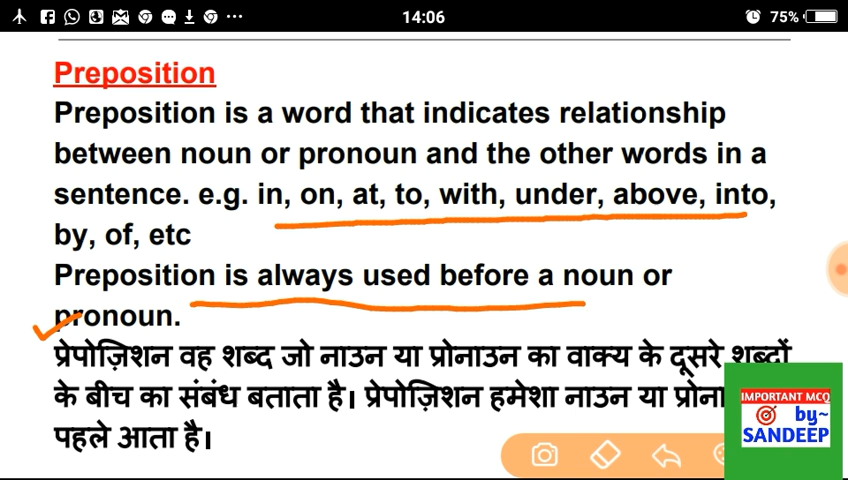 14:06
75%
Preposition
Preposition is a word that indicates relationship
between noun or pronoun and the other words in a
sentence. e.g. in, on, at, to, with, under, above, into,
by, of, etc
Preposition is always used before a noun or
pronoun.
प्रेपोज़िशन वह शब्द जो नाउन या प्रोनाउन का वाक्य के दूसरे शब्दों
के बीच का संबंध बताता है। प्रेपोज़िशन हमेशा नाउन या
पहले आता है।
IMPORTANT MCQ
by~
SANDEEP